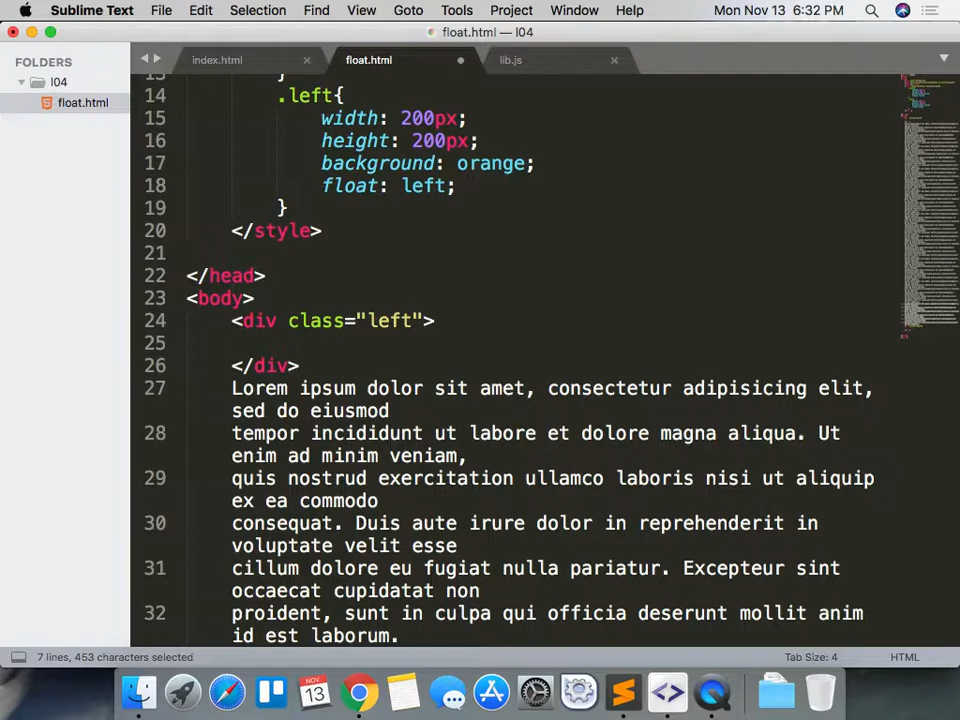 Sublime Text File Edit Selection Find View Goto Tools Project Window Help Mon Nov 13 6:32 PM
float.html — l04
FOLDERS
l04
float.html
index.html × float.html lib.js ×
13 }
14 .left{
15 width: 200px;
16 height: 200px;
17 background: orange;
18 float: left;
19 }
20 </style>
21
22 </head>
23 <body>
24 <div class="left">
25
26 </div>
27 Lorem ipsum dolor sit amet, consectetur adipisicing elit,
sed do eiusmod
28 tempor incididunt ut labore et dolore magna aliqua. Ut
enim ad minim veniam,
29 quis nostrud exercitation ullamco laboris nisi ut aliquip
ex ea commodo
30 consequat. Duis aute irure dolor in reprehenderit in
voluptate velit esse
31 cillum dolore eu fugiat nulla pariatur. Excepteur sint
occaecat cupidatat non
32 proident, sunt in culpa qui officia deserunt mollit anim
id est laborum.
7 lines, 453 characters selected Tab Size: 4 HTML
NOV
13